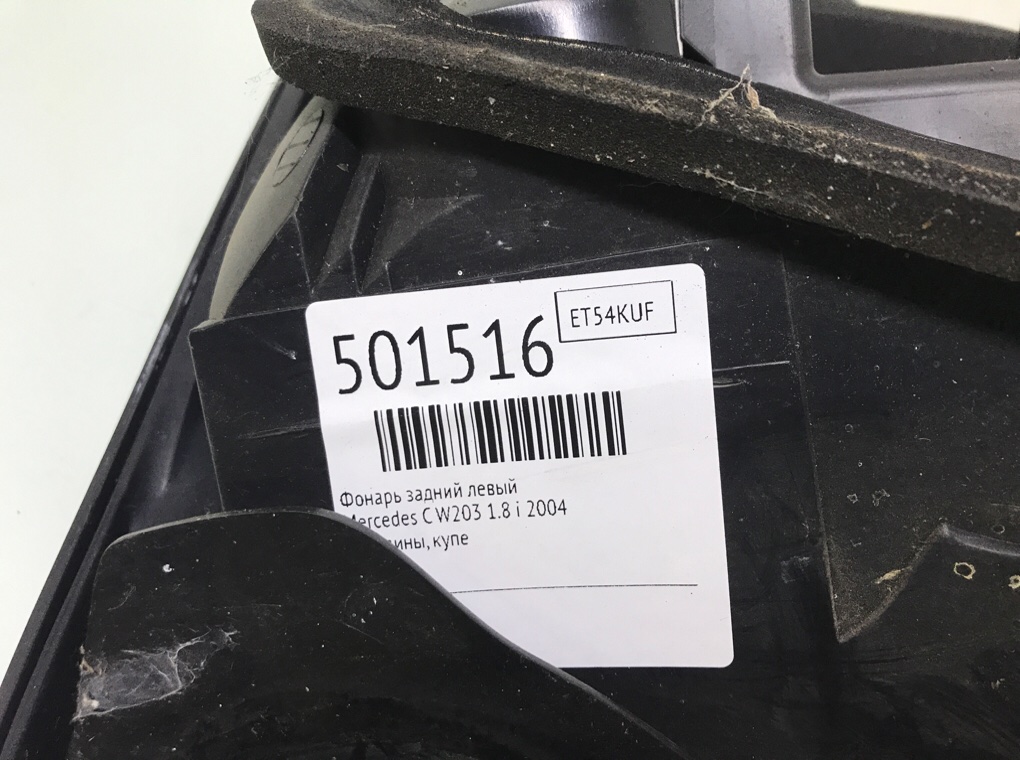 501516
ET54KUF
Фонарь задний левый
Mercedes C W203 1.8 i 2004
купе